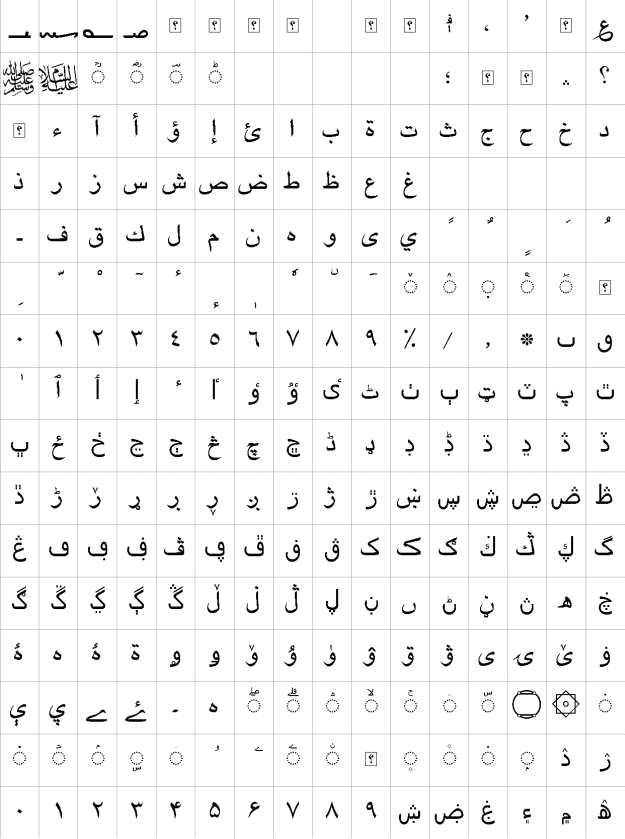 ؀ ؁ ؂ ؃ ؋ ، ؍ ؏
ؐ ؑ ؒ ؓ ؔ ؕ ؛ ؞ ؟
ء آ أ ؤ إ ئ ا ب ة ت ث ج ح خ د
ذ ر ز س ش ص ض ط ظ ع غ
ـ ف ق ك ل م ن ه و ى ي ً ٌ ٍ َ ُ
ِ ّ ْ ٓ ٔ ٕ ٖ ٗ ٘ ٙ ٚ ٛ ٜ ٝ ٞ
٠ ١ ٢ ٣ ٤ ٥ ٦ ٧ ٨ ٩ ٪ ٫ ٬ ٭ ٮ ٯ
ٰ ٱ ٲ ٳ ٴ ٵ ٶ ٷ ٸ ٹ ٺ ٻ ټ ٽ پ ٿ
ڀ ځ ڂ ڃ ڄ څ چ ڇ ڈ ډ ڊ ڋ ڌ ڍ ڎ ڏ
ڐ ڑ ڒ ړ ڔ ڕ ږ ڗ ژ ڙ ښ ڛ ڜ ڝ ڞ ڟ
ڠ ڡ ڢ ڣ ڤ ڥ ڦ ڧ ڨ ک ڪ ګ ڬ ڭ ڮ گ
ڰ ڱ ڲ ڳ ڴ ڵ ڶ ڷ ڸ ڹ ں ڻ ڼ ڽ ھ ڿ
ۀ ہ ۂ ۃ ۄ ۅ ۆ ۇ ۈ ۉ ۊ ۋ ی ۍ ێ ۏ
ې ۑ ے ۓ ۔ ە ۖ ۗ ۘ ۙ ۚ ۛ ۜ ۝ ۞ ۟
۠ ۡ ۢ ۣ ۤ ۥ ۦ ۧ ۨ ۪ ۫ ۬ ۭ ۮ ۯ
۰ ۱ ۲ ۳ ۴ ۵ ۶ ۷ ۸ ۹ ۺ ۻ ۼ ۽ ۾ ۿ